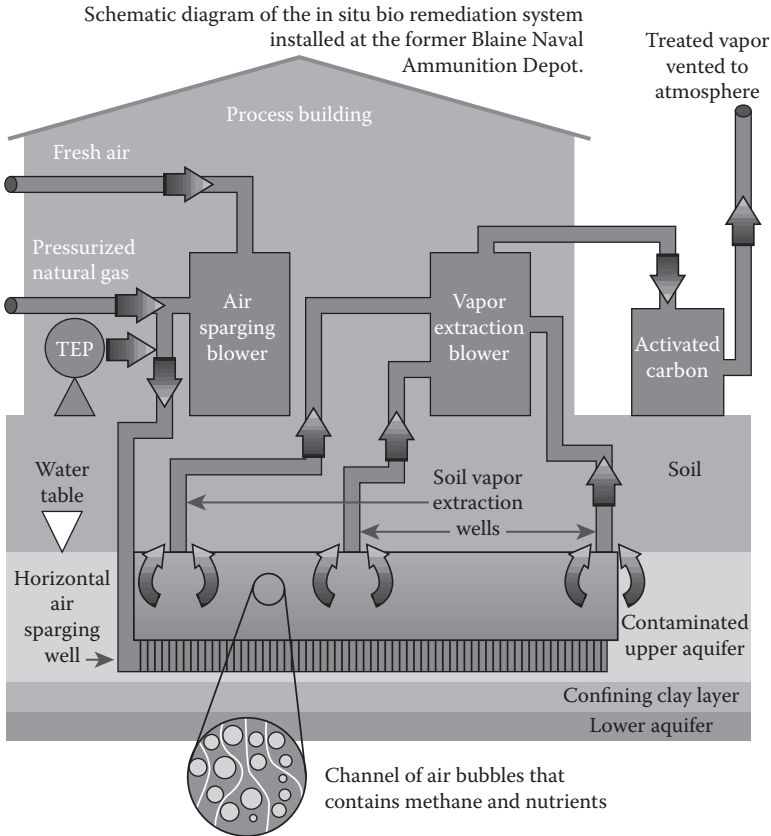 Schematic diagram of the in situ bio remediation system
installed at the former Blaine Naval
Ammunition Depot.
Treated vapor
vented to
atmosphere
Process building
Fresh air
Pressurized
natural gas
TEP
Air
sparging
blower
Vapor
extraction
blower
Activated
carbon
Water
table
Soil vapor
extraction
wells
Soil
Horizontal
air
sparging
well
Contaminated
upper aquifer
Confining clay layer
Lower aquifer
Channel of air bubbles that
contains methane and nutrients